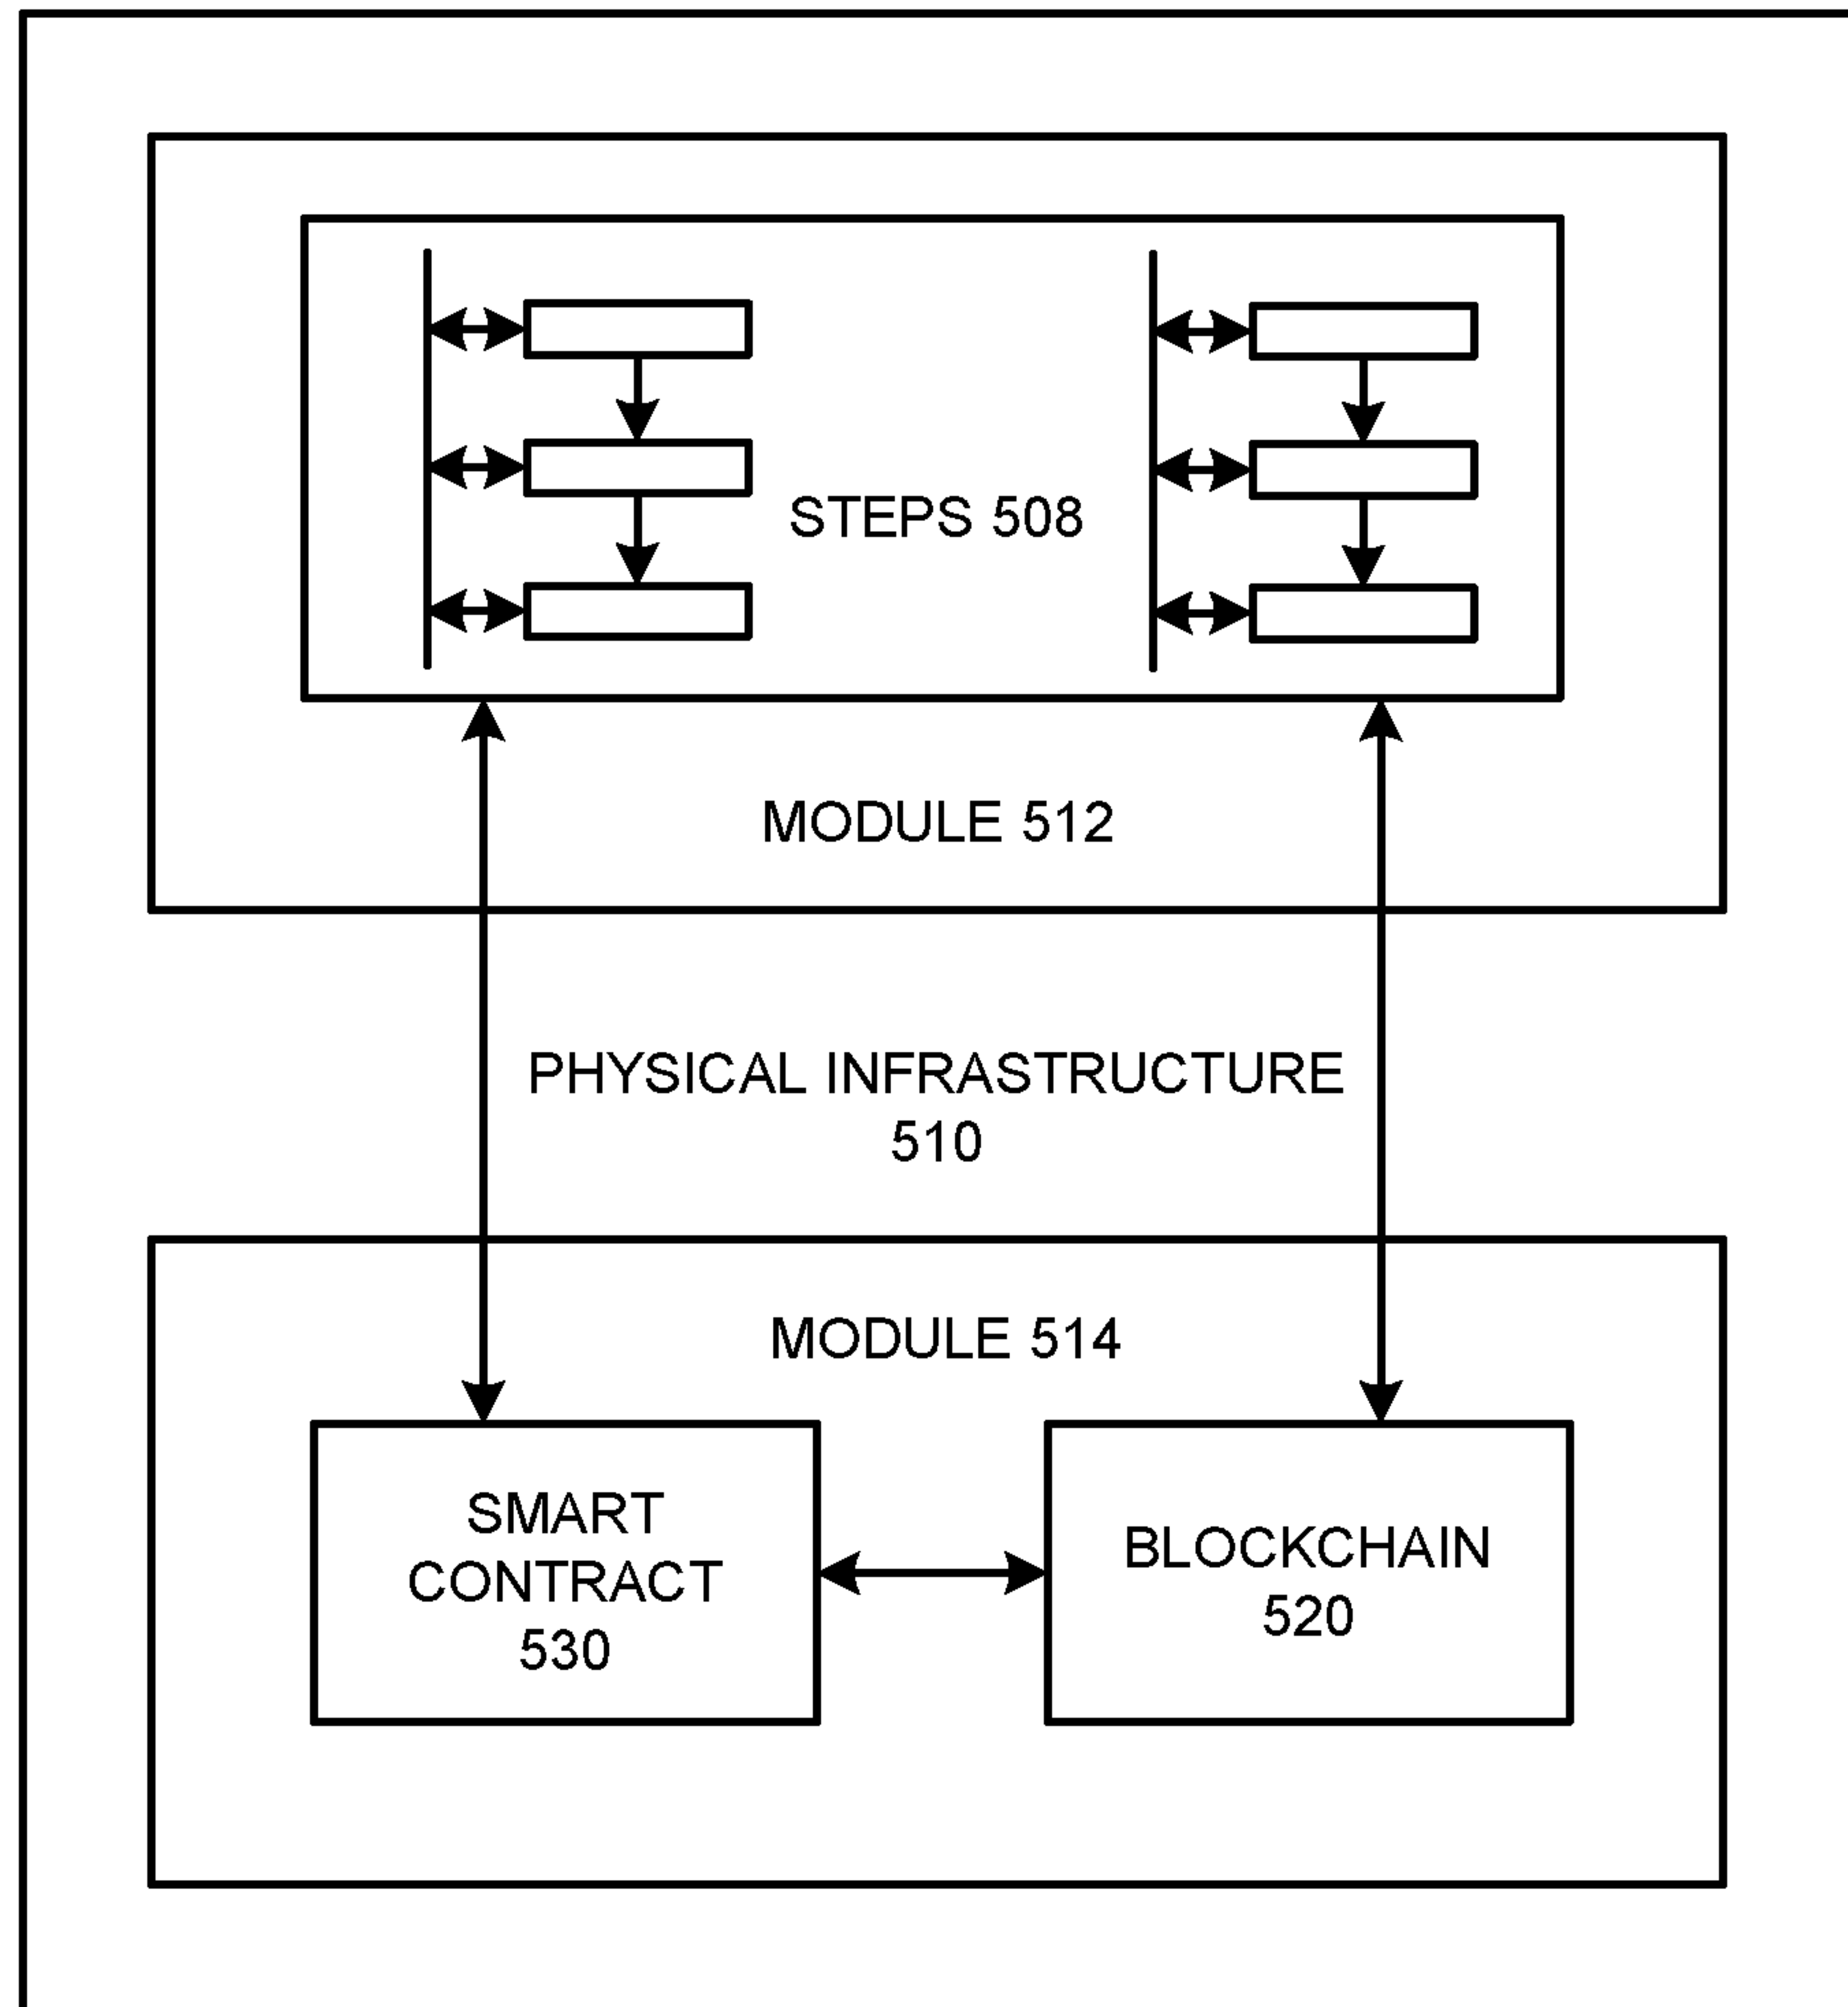 STEPS 508
MODULE 512
PHYSICAL INFRASTRUCTURE
510
MODULE 514
SMART
CONTRACT
530
BLOCKCHAIN
520